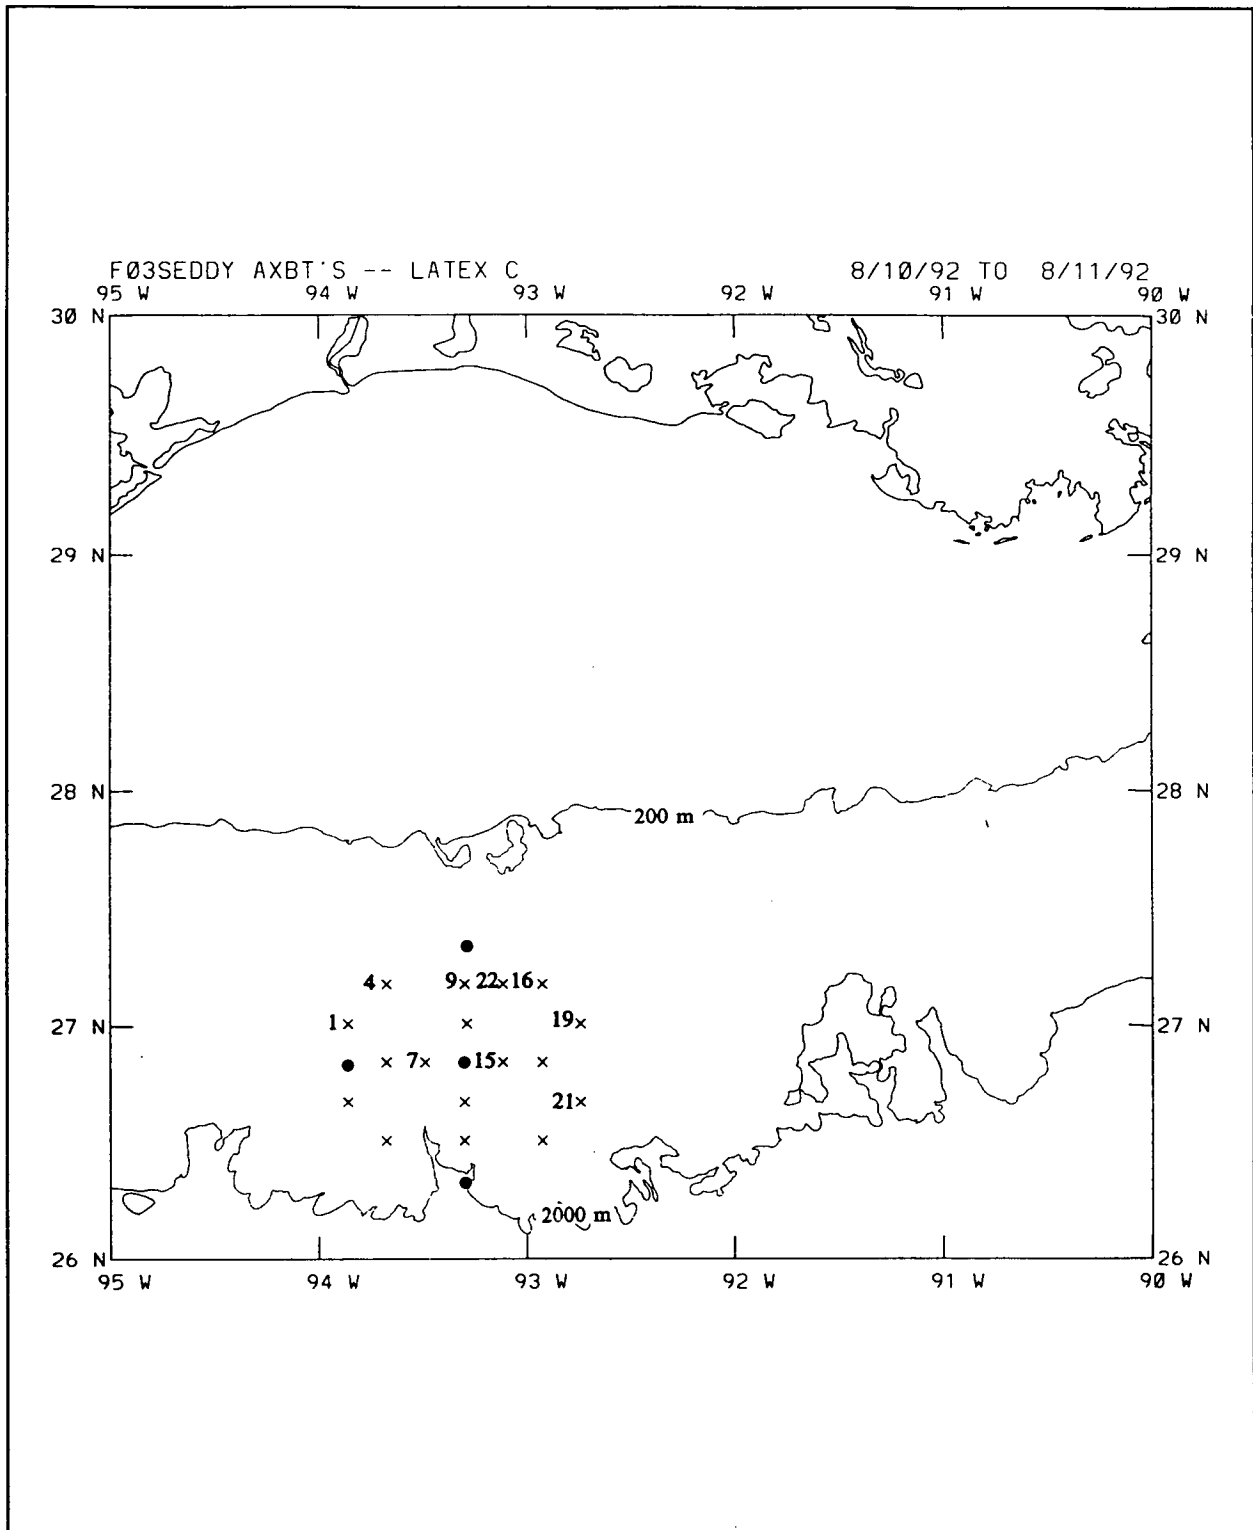 FØ3SEDDY AXBT'S -- LATEX C 8/10/92 TO 8/11/92
95 W 94 W 93 W 92 W 91 W 90 W
30 N 30 N
29 N 29 N
28 N 28 N
200 m
4 9 22 16
27 N 1 19 27 N
7 15
21
2000 m
26 N 26 N
95 W 94 W 93 W 92 W 91 W 90 W